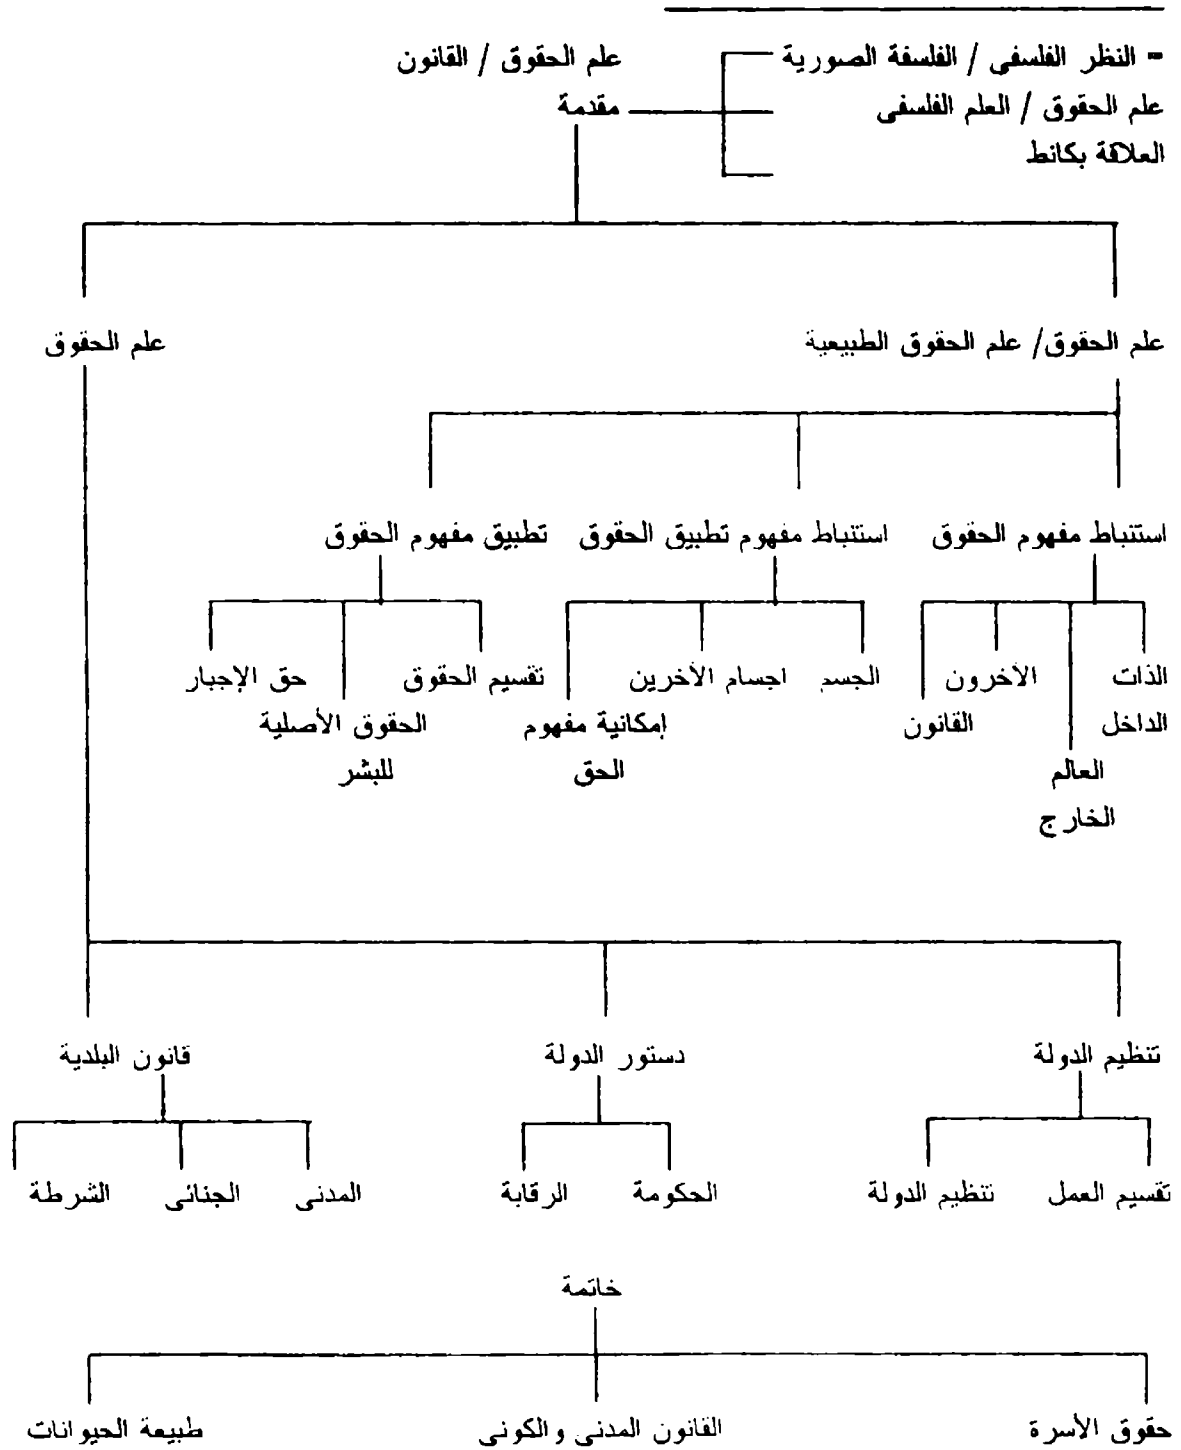 = النظر الفلسفى / الفلسفة الصورية
علم الحقوق / القانون
علم الحقوق / العلم الفلسفى
مقدمة
العلاقة بكانط
علم الحقوق/ علم الحقوق الطبيعية
علم الحقوق
استنباط مفهوم الحقوق
استنباط مفهوم تطبيق الحقوق
تطبيق مفهوم الحقوق
الذات
الداخل
العالم
الخارج
الآخرون
القانون
الجسم
اجسام الآخرين
إمكانية مفهوم
الحق
تقسيم الحقوق
الحقوق الأصلية
للبشر
حق الإجبار
تنظيم الدولة
دستور الدولة
قانون البلدية
تقسيم العمل
تنظيم الدولة
الحكومة
الرقابة
المدنى
الجنائى
الشرطة
خاتمة
حقوق الأسرة
القانون المدنى والكونى
طبيعة الحيوانات